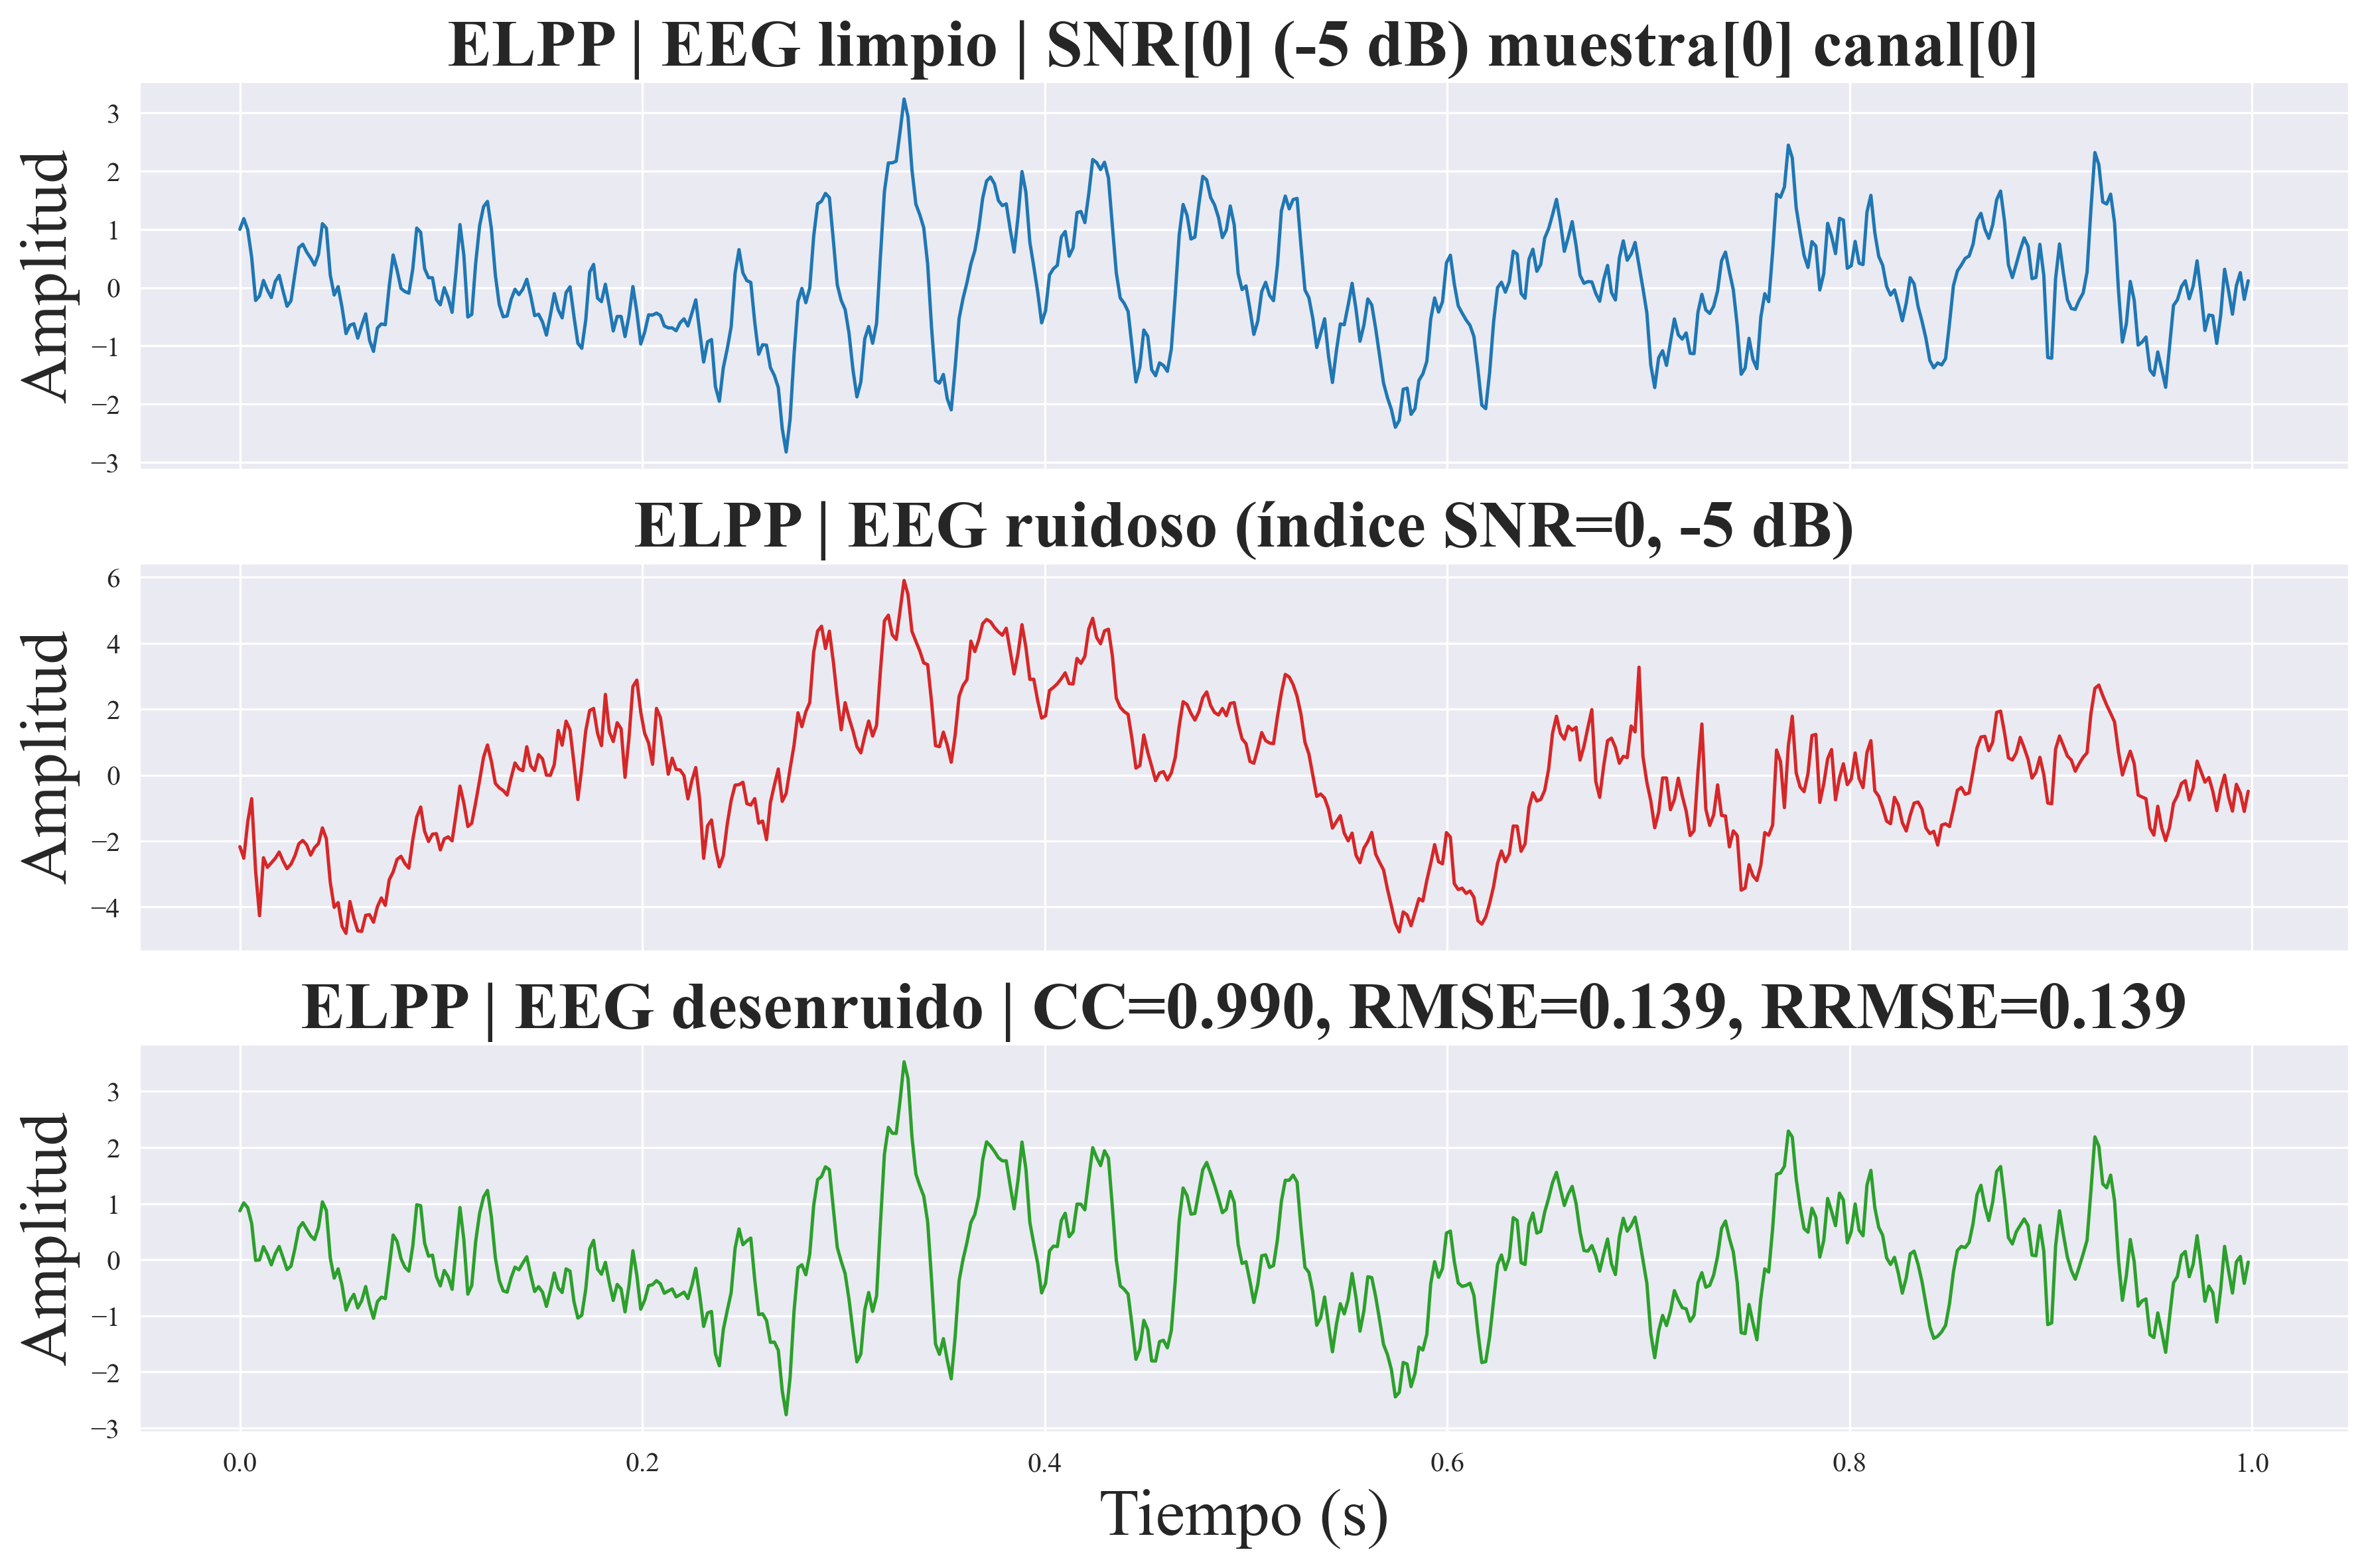 ELPP | EEG limpio | SNR[0] (-5 dB) muestra[0] canal[0]
3
2
1
0
−1
−2
−3
Amplitud
ELPP | EEG ruidoso (índice SNR=0, -5 dB)
6
4
2
0
−2
−4
Amplitud
ELPP | EEG desenruido | CC=0.990, RMSE=0.139, RRMSE=0.139
3
2
1
0
−1
−2
−3
Amplitud
0.0 0.2 0.4 0.6 0.8 1.0
Tiempo (s)